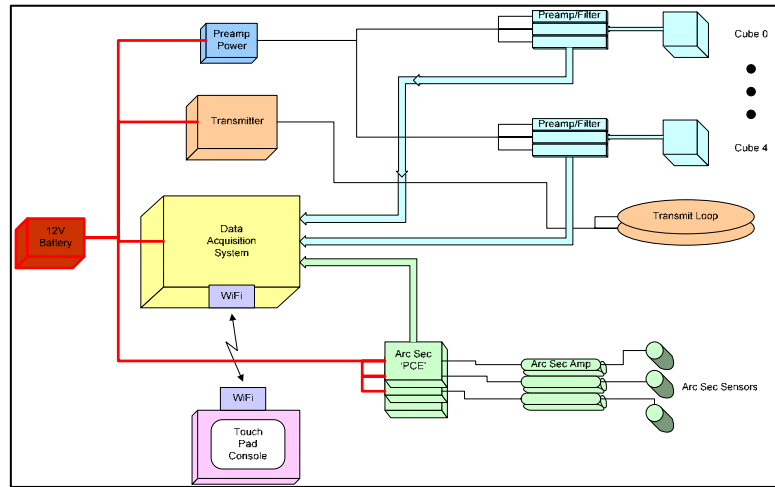 Preamp
Power
Preamp/Filter
Cube 0
Transmitter
Preamp/Filter
Cube 4
12V
Battery
Data
Acquisition
System
Transmit Loop
WiFi
Arc Sec
'PCE'
Arc Sec Amp
Arc Sec Sensors
WiFi
Touch
Pad
Console